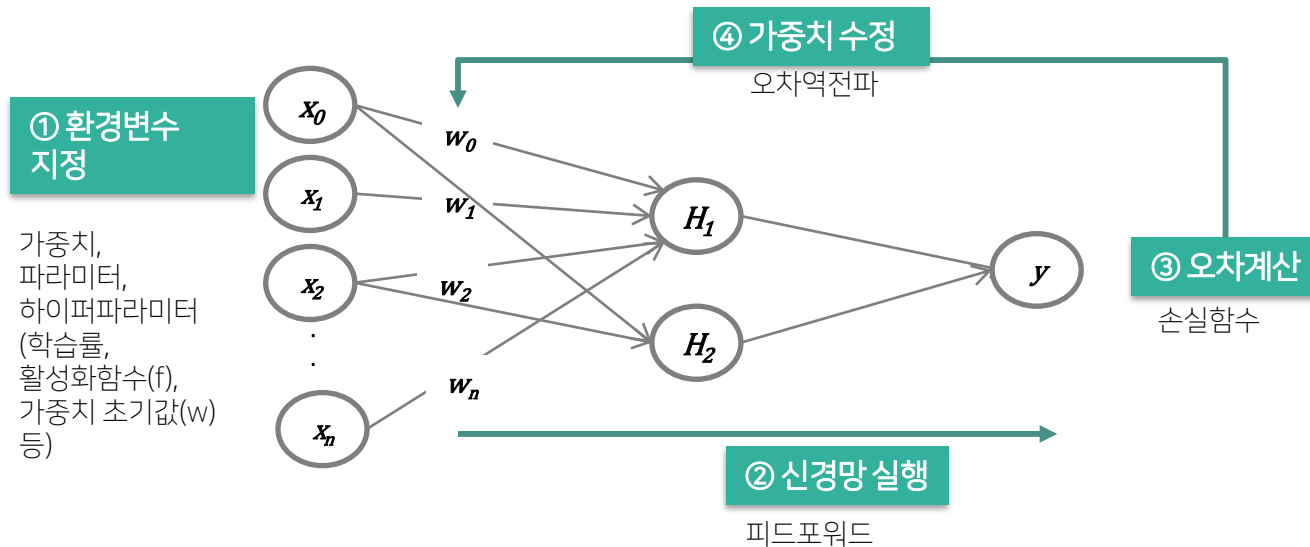 ① 환경변수
지정
가중치,
파라미터,
하이퍼파라미터
(학습률,
활성화함수(f),
가중치 초기값(w)
등)
x0
x1
x2
.
.
xn
w0
w1
w2
wn
H1
H2
y
② 신경망 실행
피드포워드
③ 오차계산
손실함수
④ 가중치 수정
오차역전파